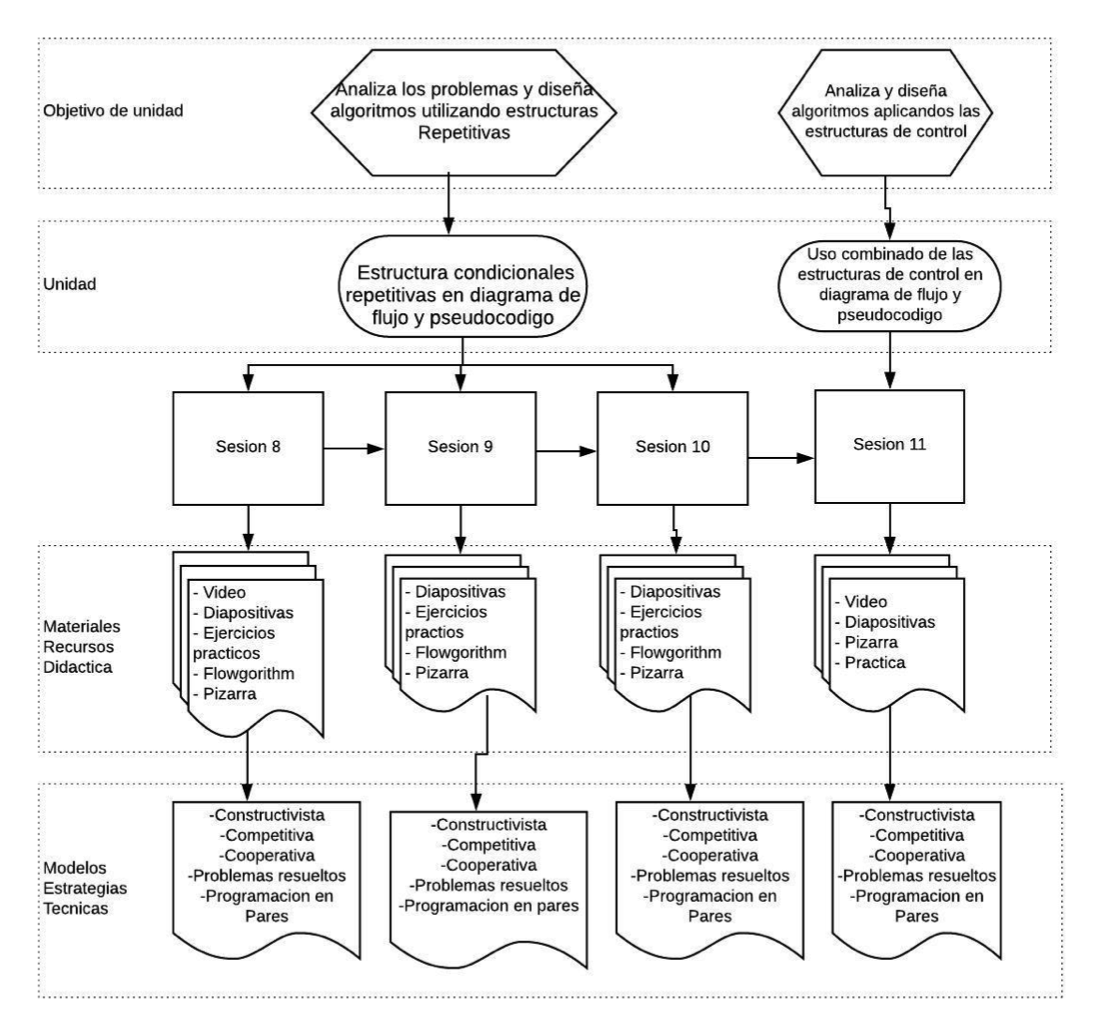 Objetivo de unidad
Analiza los problemas y diseña
algoritmos utilizando estructuras
Repetitivas
Analiza y diseña
algoritmos aplicandos las
estructuras de control
Unidad
Estructura condicionales
repetitivas en diagrama de
flujo y pseudocodigo
Uso combinado de las
estructuras de control en
diagrama de flujo y
pseudocodigo
Sesion 8
Sesion 9
Sesion 10
Sesion 11
Materiales
Recursos
Didactica
- Video
- Diapositivas
- Ejercicios
practicos
- Flowgorithm
- Pizarra
- Diapositivas
- Ejercicios
practios
- Flowgorithm
- Pizarra
- Diapositivas
- Ejercicios
practios
- Flowgorithm
- Pizarra
- Video
- Diapositivas
- Pizarra
- Practica
Modelos
Estrategias
Tecnicas
-Constructivista
-Competitiva
-Cooperativa
-Problemas resueltos
-Programacion en
Pares
-Constructivista
-Competitiva
-Cooperativa
-Problemas resueltos
-Programacion en pares
-Constructivista
-Competitiva
-Cooperativa
-Problemas resueltos
-Programacion en
Pares
-Constructivista
-Competitiva
-Cooperativa
-Problemas resueltos
-Programacion en
Pares